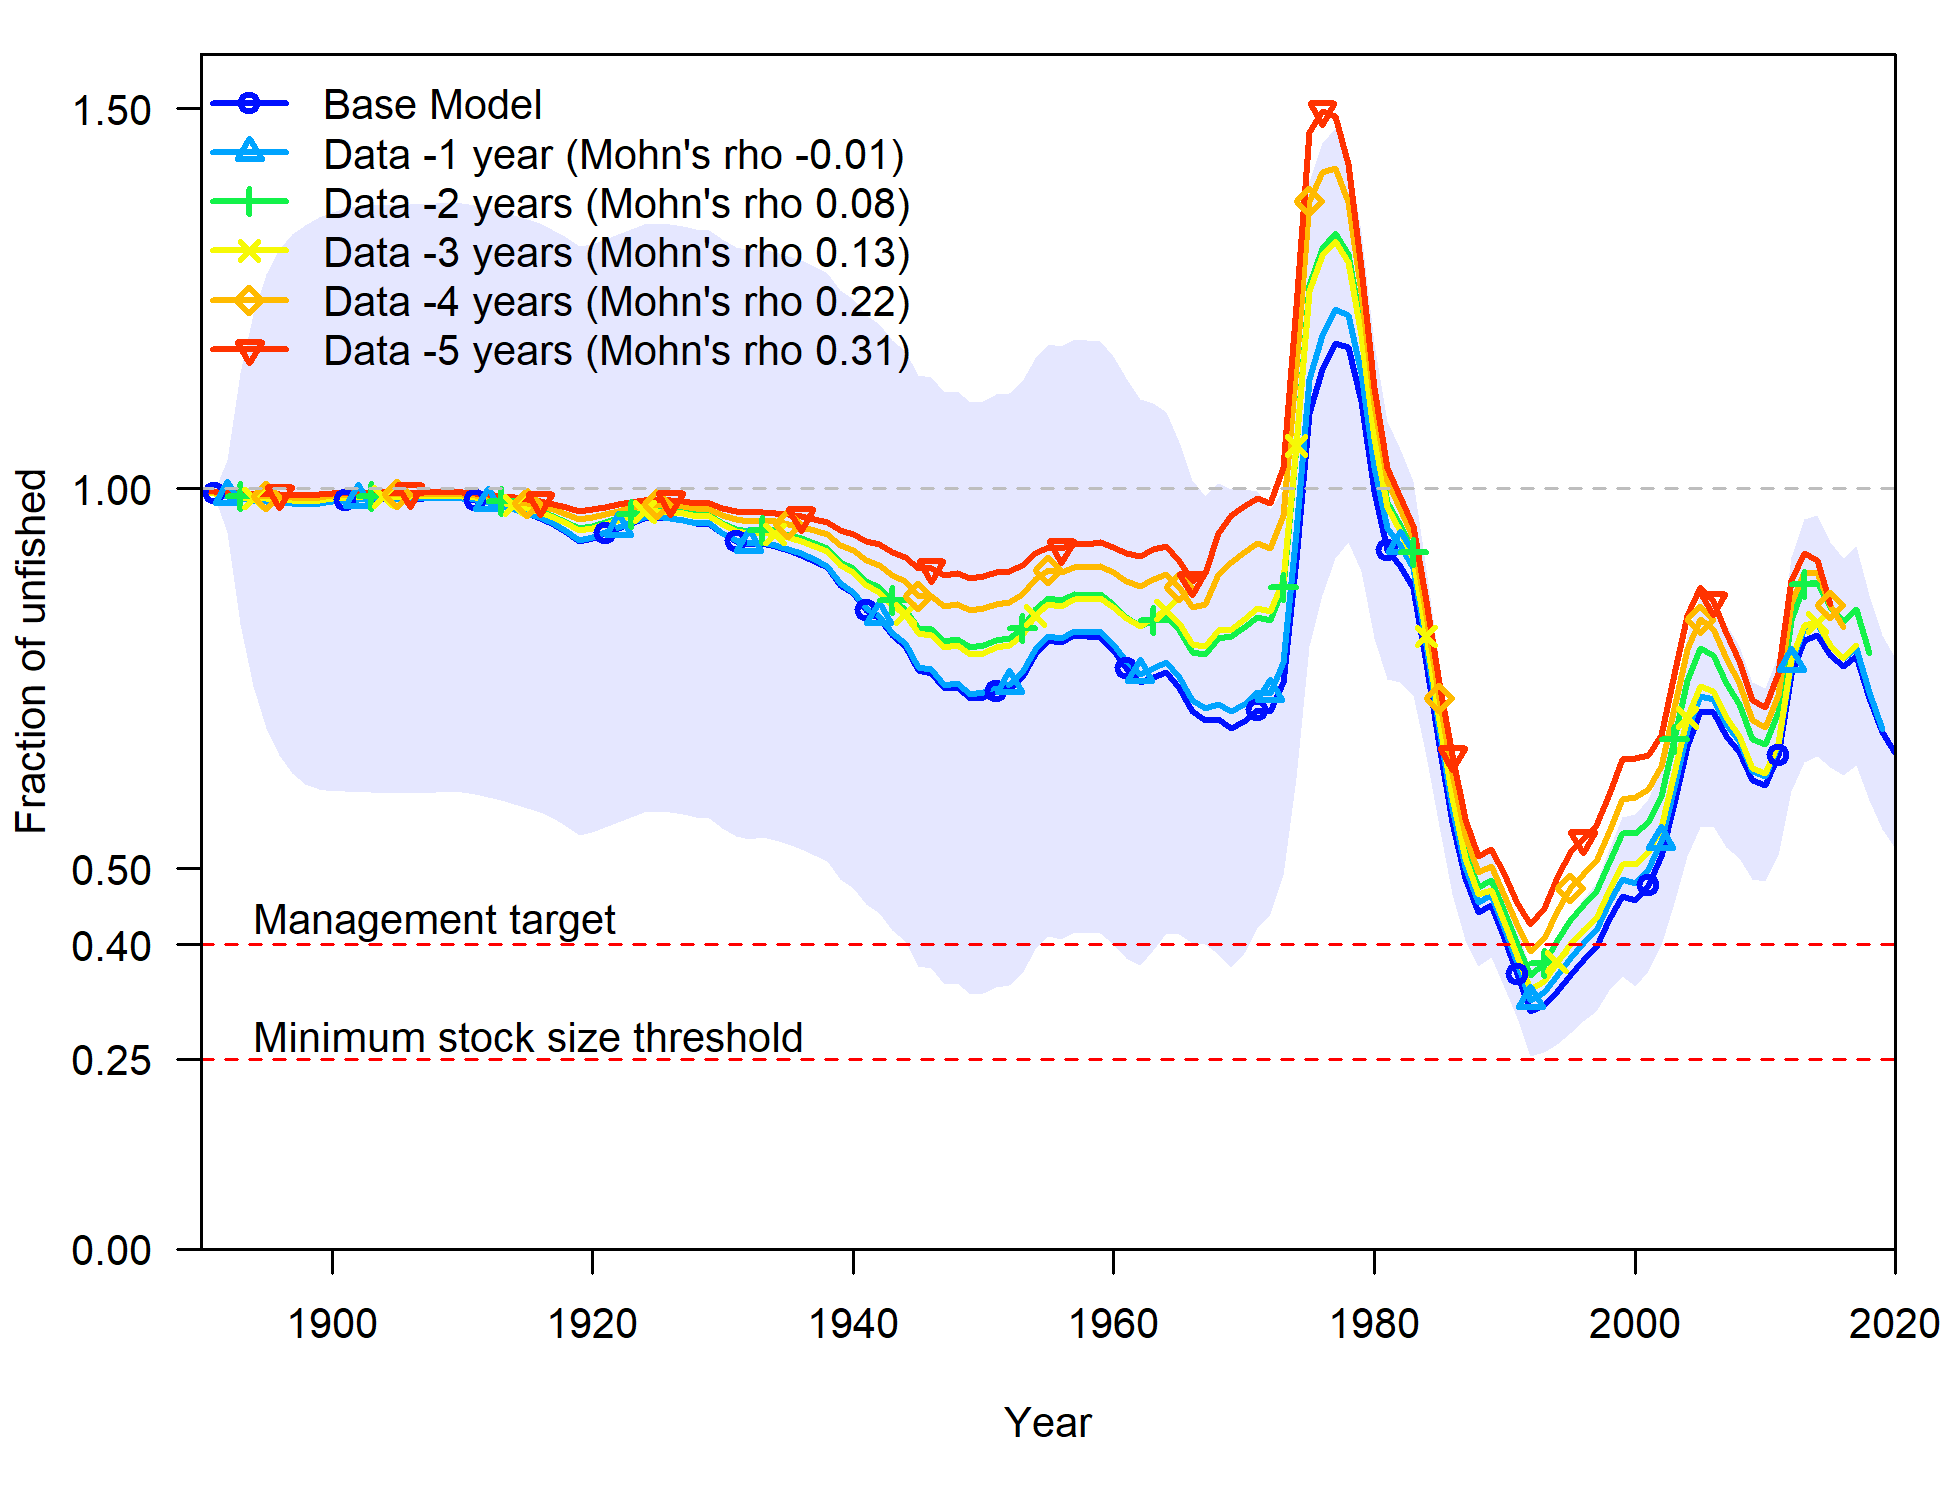 1.50
1.00
0.50
0.40
0.25
0.00
Fraction of unfished
Base Model
Data -1 year (Mohn's rho -0.01)
Data -2 years (Mohn's rho 0.08)
Data -3 years (Mohn's rho 0.13)
Data -4 years (Mohn's rho 0.22)
Data -5 years (Mohn's rho 0.31)
Management target
Minimum stock size threshold
1900 1920 1940 1960 1980 2000 2020
Year